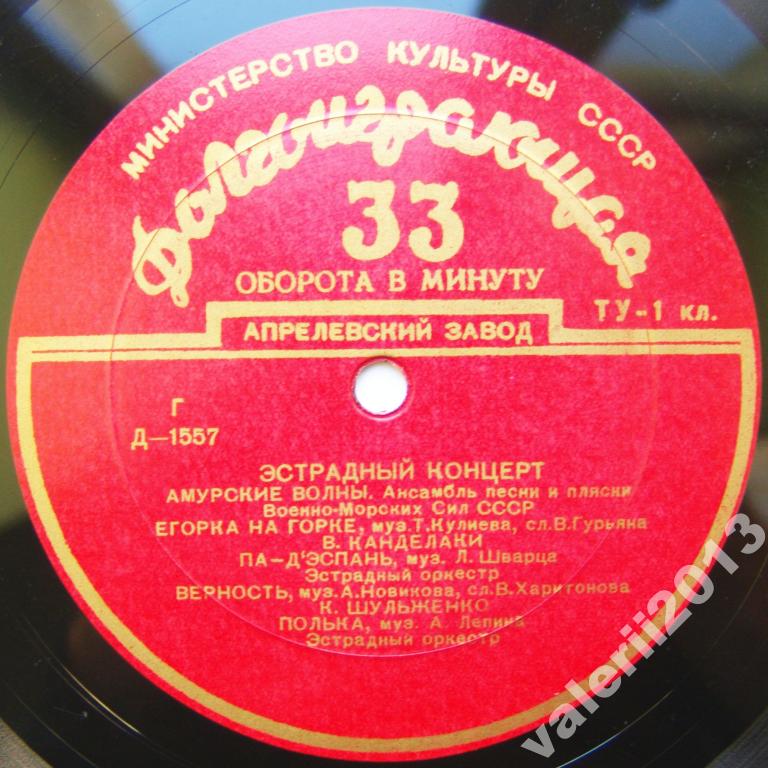 МИНИСТЕРСТВО КУЛЬТУРЫ СССР
Долгоиграющая
33
ОБОРОТА В МИНУТУ
ТУ-1 кл.
АПРЕЛЕВСКИЙ ЗАВОД
Г
Д—1557
ЭСТРАДНЫЙ КОНЦЕРТ
АМУРСКИЕ ВОЛНЫ. Ансамбль песни и пляски
Военно-Морских Сил СССР
ЕГОРКА НА ГОРКЕ, муз. Т. Кулиева, сл. В. Гурьяна
В. КАНДЕЛАКИ
ПА-Д'ЭСПАНЬ, муз. Л. Шварца
Эстрадный оркестр
ВЕРНОСТЬ, муз. А. Новикова, сл. В. Харитонова
К. ШУЛЬЖЕНКО
ПОЛЬКА, муз. А. Лепина
Эстрадный оркестр
valerii2013